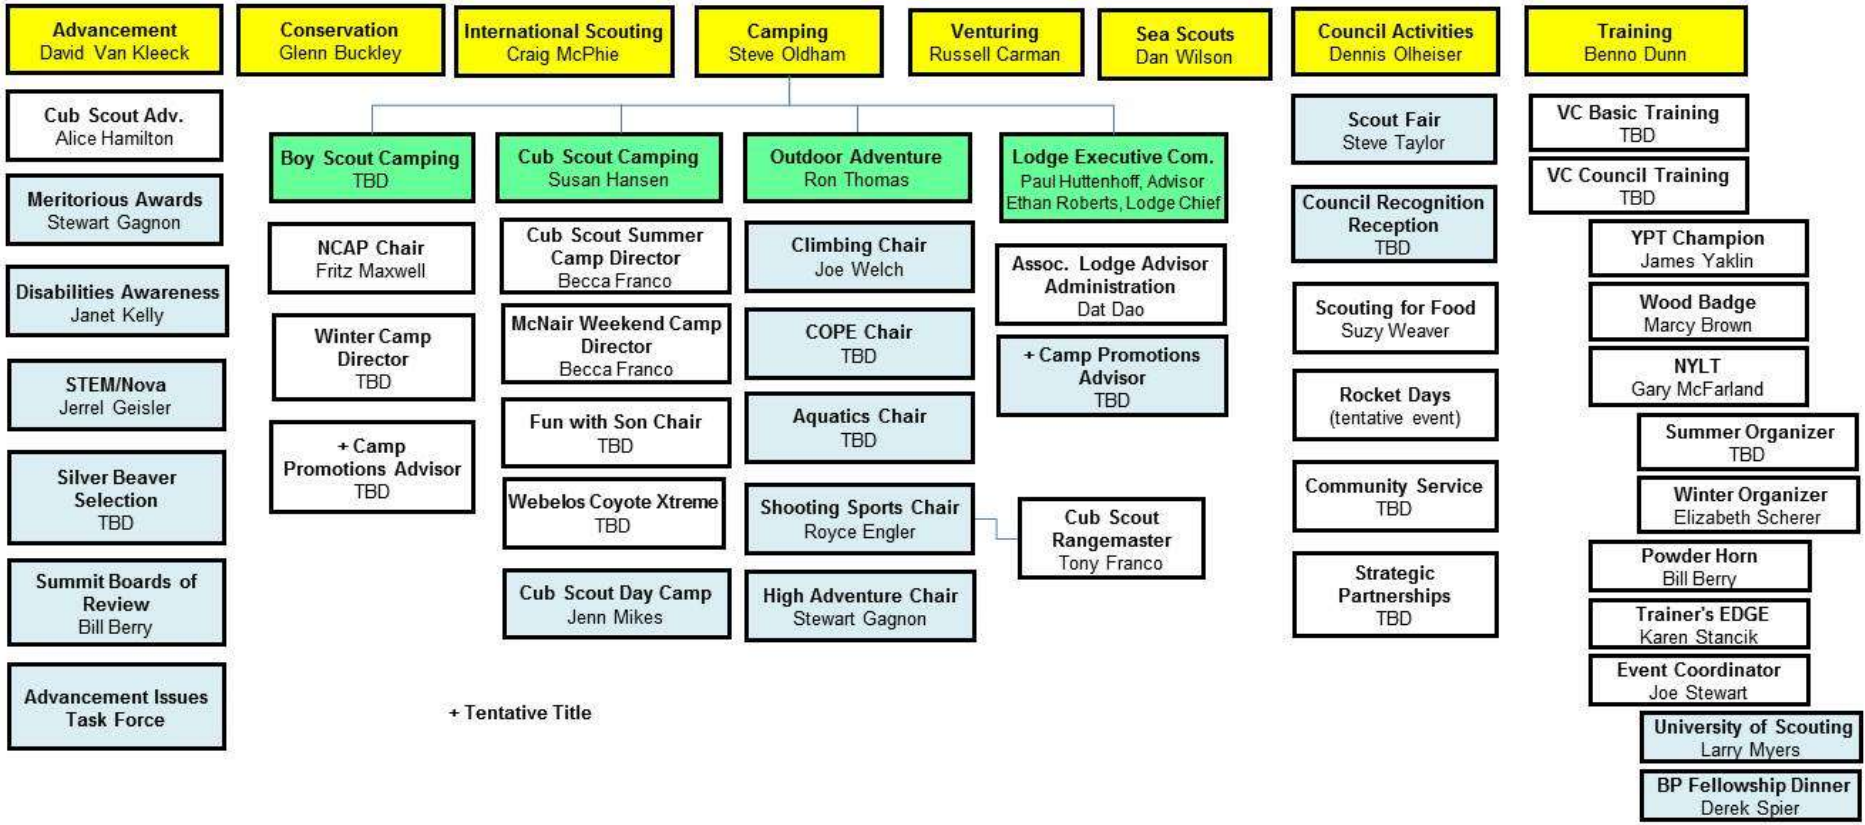 Advancement
David Van Kleeck
Conservation
Glenn Buckley
International Scouting
Craig McPhie
Camping
Steve Oldham
Venturing
Russell Carman
Sea Scouts
Dan Wilson
Council Activities
Dennis Olheiser
Training
Benno Dunn
Cub Scout Adv.
Alice Hamilton
Meritorious Awards
Stewart Gagnon
Disabilities Awareness
Janet Kelly
STEM/Nova
Jerrel Geisler
Silver Beaver
Selection
TBD
Summit Boards of
Review
Bill Berry
Advancement Issues
Task Force
Boy Scout Camping
TBD
NCAP Chair
Fritz Maxwell
Winter Camp
Director
TBD
+ Camp
Promotions Advisor
TBD
Cub Scout Camping
Susan Hansen
Cub Scout Summer
Camp Director
Becca Franco
McNair Weekend Camp
Director
Becca Franco
Fun with Son Chair
TBD
Webelos Coyote Xtreme
TBD
Cub Scout Day Camp
Jenn Mikes
Outdoor Adventure
Ron Thomas
Climbing Chair
Joe Welch
COPE Chair
TBD
Aquatics Chair
TBD
Shooting Sports Chair
Royce Engler
High Adventure Chair
Stewart Gagnon
Lodge Executive Com.
Paul Huttenhoff, Advisor
Ethan Roberts, Lodge Chief
Assoc. Lodge Advisor
Administration
Dat Dao
+ Camp Promotions
Advisor
TBD
Cub Scout
Rangemaster
Tony Franco
Scout Fair
Steve Taylor
Council Recognition
Reception
TBD
Scouting for Food
Suzy Weaver
Rocket Days
(tentative event)
Community Service
TBD
Strategic
Partnerships
TBD
VC Basic Training
TBD
VC Council Training
TBD
YPT Champion
James Yaklin
Wood Badge
Marcy Brown
NYLT
Gary McFarland
Summer Organizer
TBD
Winter Organizer
Elizabeth Scherer
Powder Horn
Bill Berry
Trainer's EDGE
Karen Stancik
Event Coordinator
Joe Stewart
University of Scouting
Larry Myers
BP Fellowship Dinner
Derek Spier
+ Tentative Title